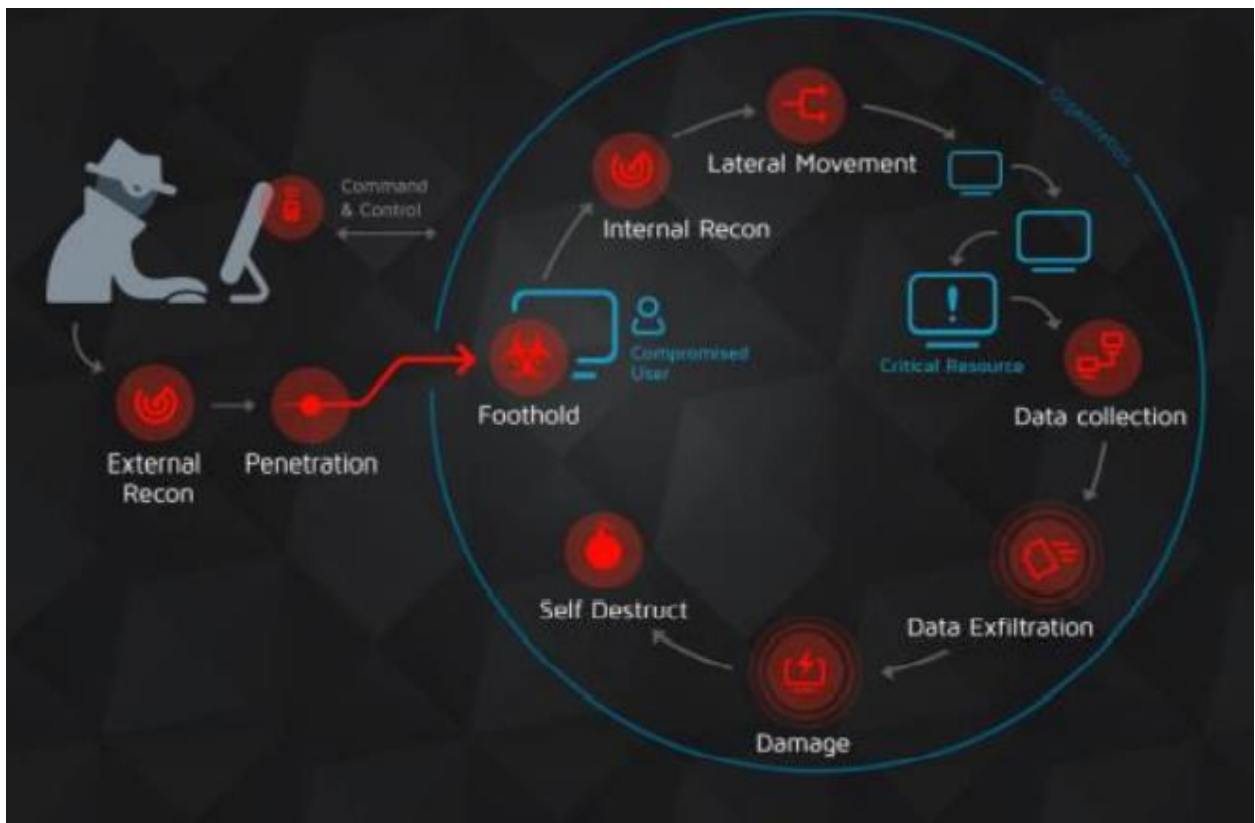 Command
& Control
External
Recon
Penetration
Foothold
Compromised
User
Internal Recon
Lateral Movement
Critical Resource
Data collection
Data Exfiltration
Damage
Self Destruct